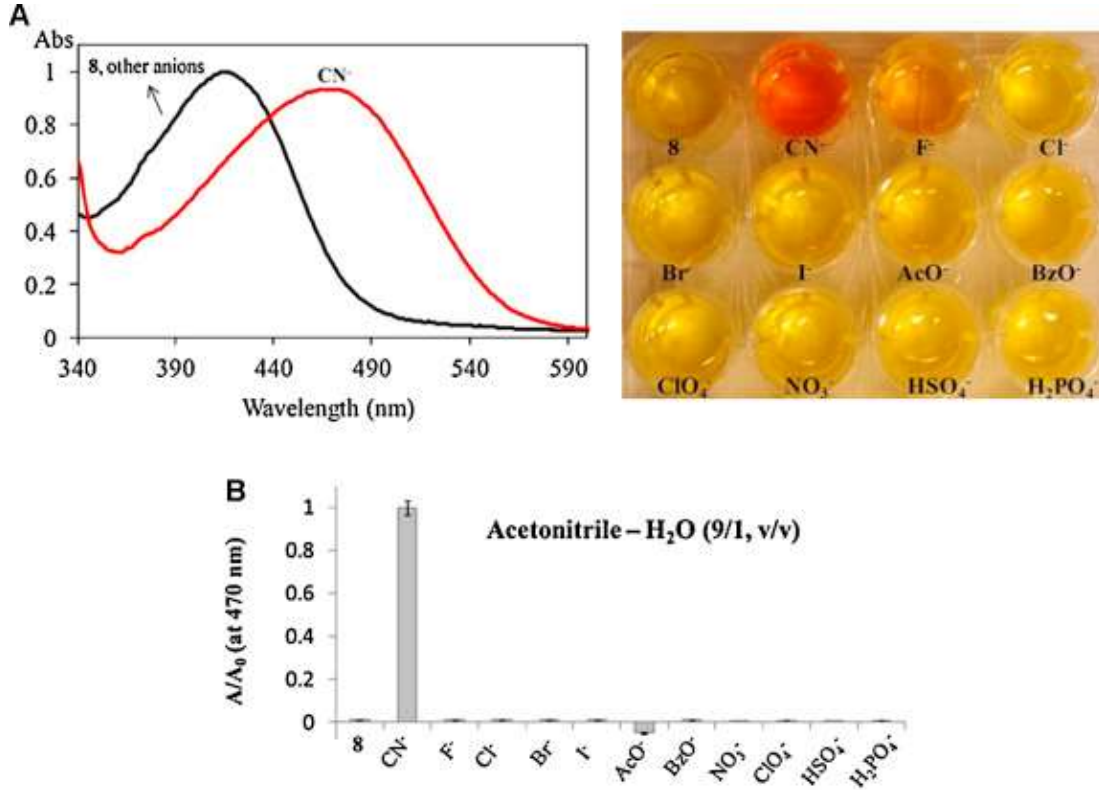 A
Abs
8, other anions
CN⁻
1
0.8
0.6
0.4
0.2
0
340 390 440 490 540 590
Wavelength (nm)
8 CN⁻ F⁻ Cl⁻
Br⁻ I⁻ AcO⁻ BzO⁻
ClO₄⁻ NO₃⁻ HSO₄⁻ H₂PO₄⁻
B
Acetonitrile – H₂O (9/1, v/v)
A/A₀ (at 470 nm)
1
0.8
0.6
0.4
0.2
0
8 CN⁻ F⁻ Cl⁻ Br⁻ I⁻ AcO⁻ BzO⁻ NO₃⁻ ClO₄⁻ HSO₄⁻ H₂PO₄⁻